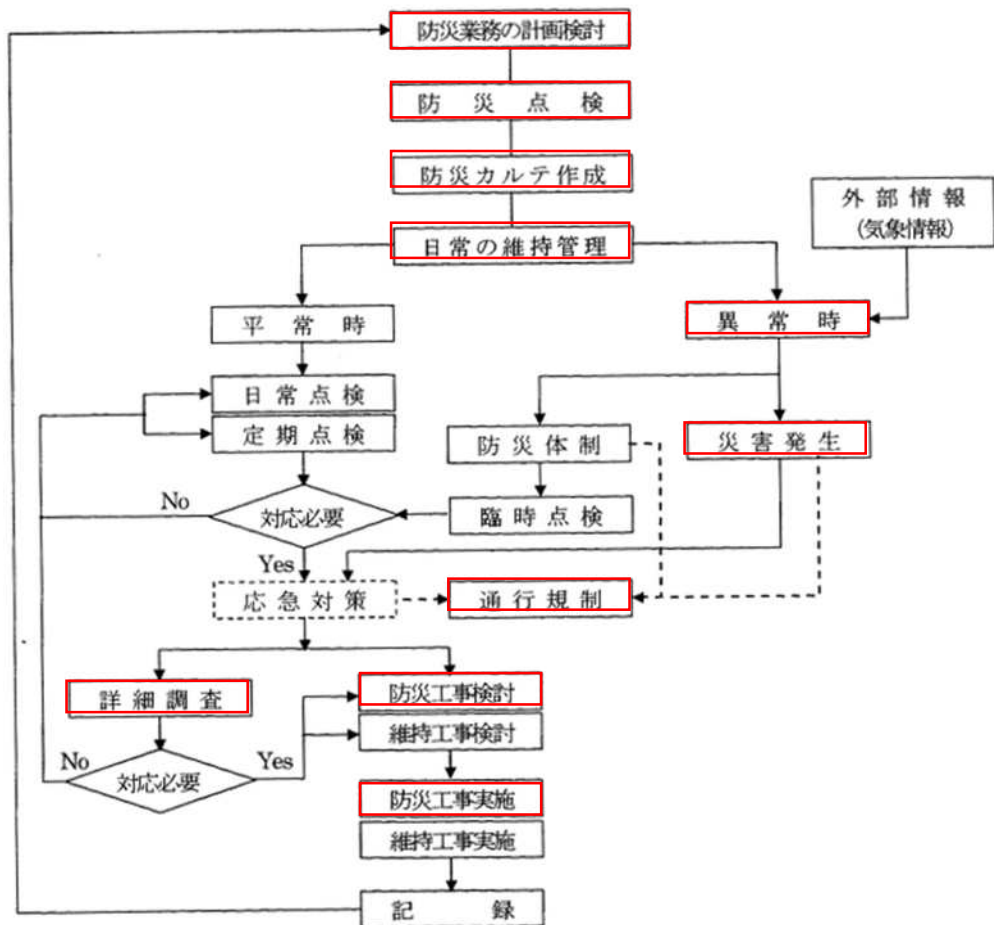 防災業務の計画検討
防災点検
防災カルテ作成
外部情報
(気象情報)
日常の維持管理
平常時
異常時
日常点検
定期点検
防災体制
災害発生
No
対応必要
臨時点検
Yes
応急対策
通行規制
詳細調査
防災工事検討
維持工事検討
No
対応必要
Yes
防災工事実施
維持工事実施
記録